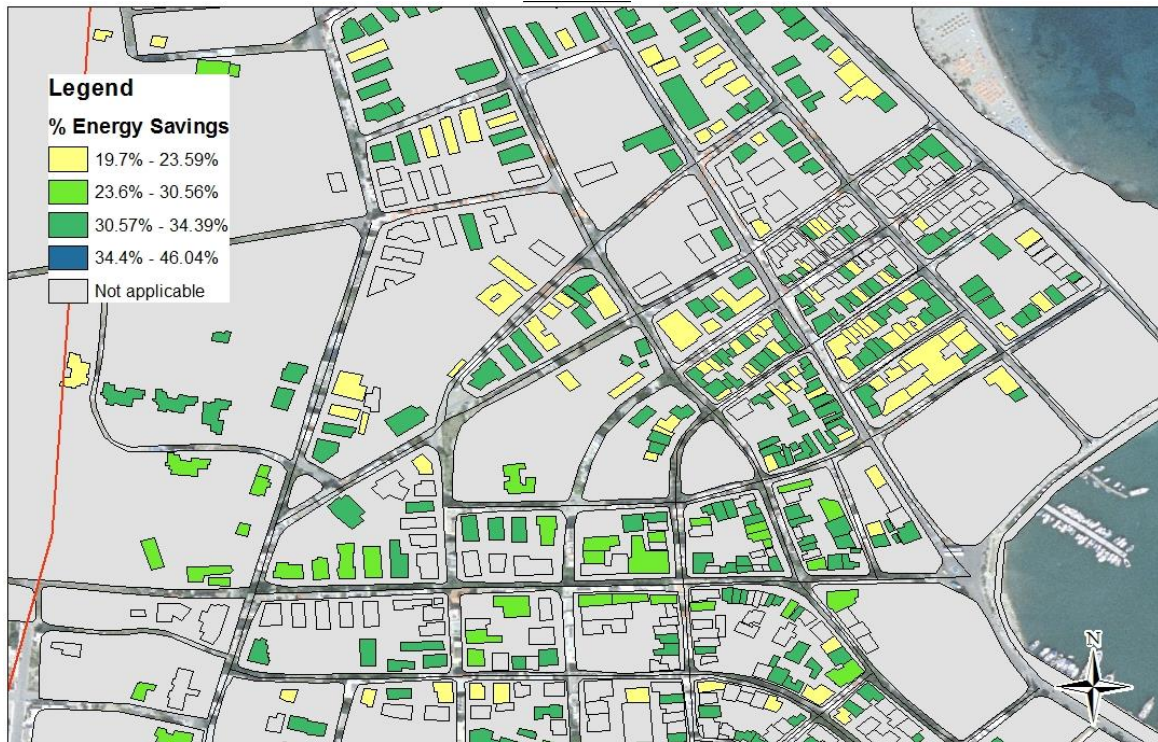 Legend
% Energy Savings
19.7% - 23.59%
23.6% - 30.56%
30.57% - 34.39%
34.4% - 46.04%
Not applicable
N